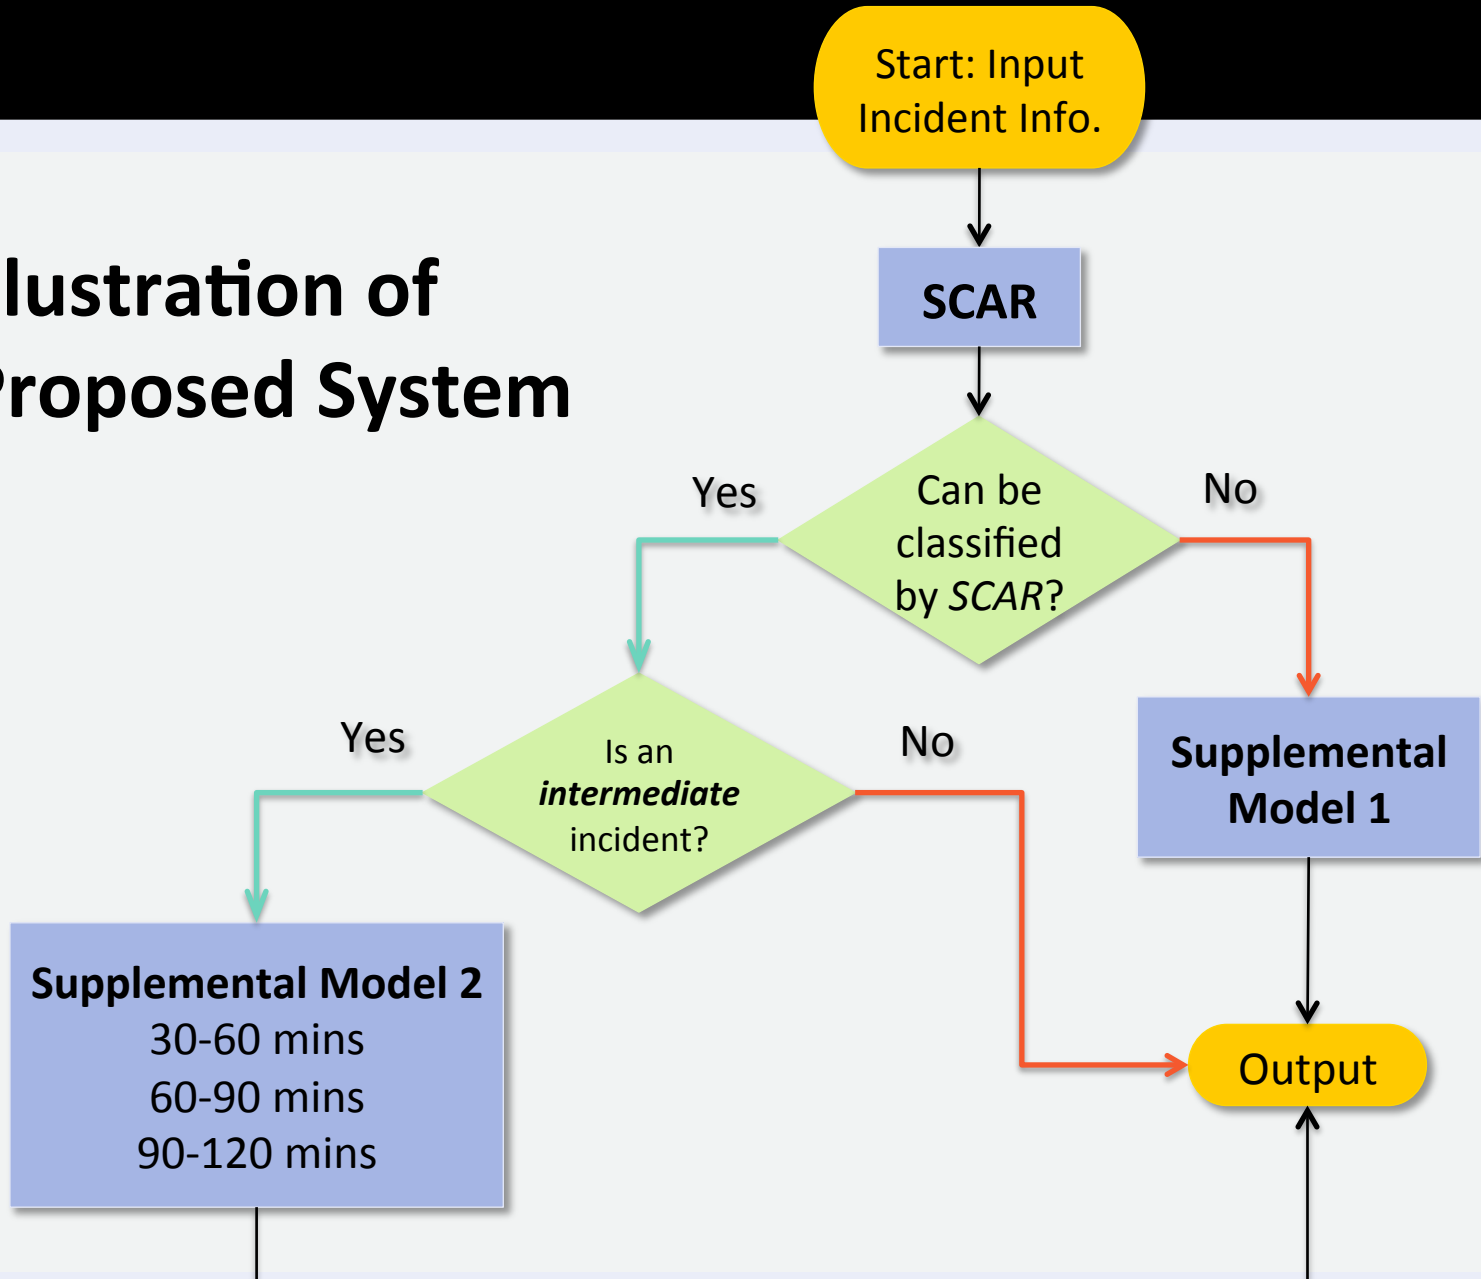 Start: Input
Incident Info.
lustration of
Proposed System
SCAR
Can be
classified
by SCAR?
Yes
No
Is an
intermediate
incident?
Yes
No
Supplemental
Model 1
Supplemental Model 2
30-60 mins
60-90 mins
90-120 mins
Output